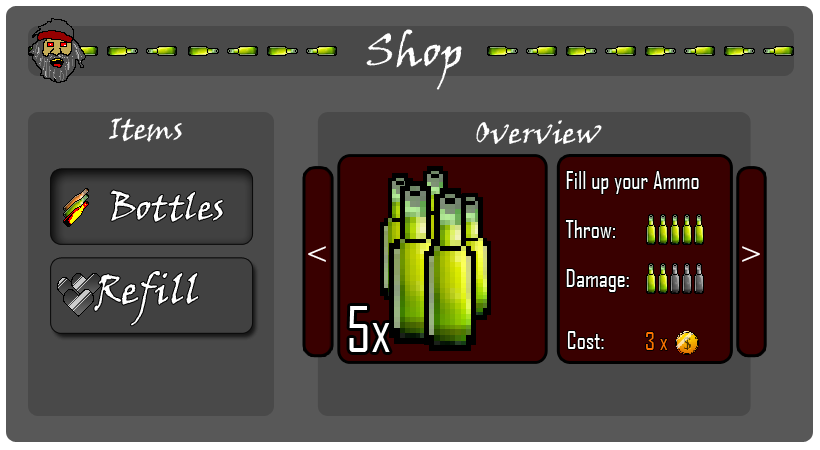 Shop
Items
Bottles
Refill
Overview
<
5x
Fill up your Ammo
Throw:
Damage:
Cost: 3 x $
>